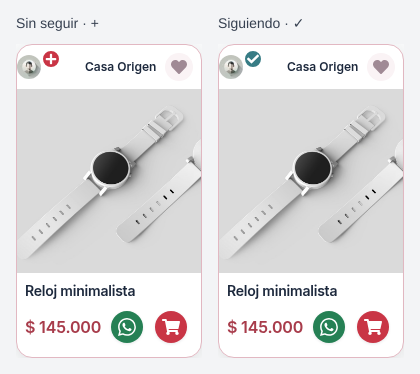 Sin seguir · +
Siguiendo · ✓
Casa Origen
Casa Origen
Reloj minimalista
Reloj minimalista
$ 145.000
$ 145.000